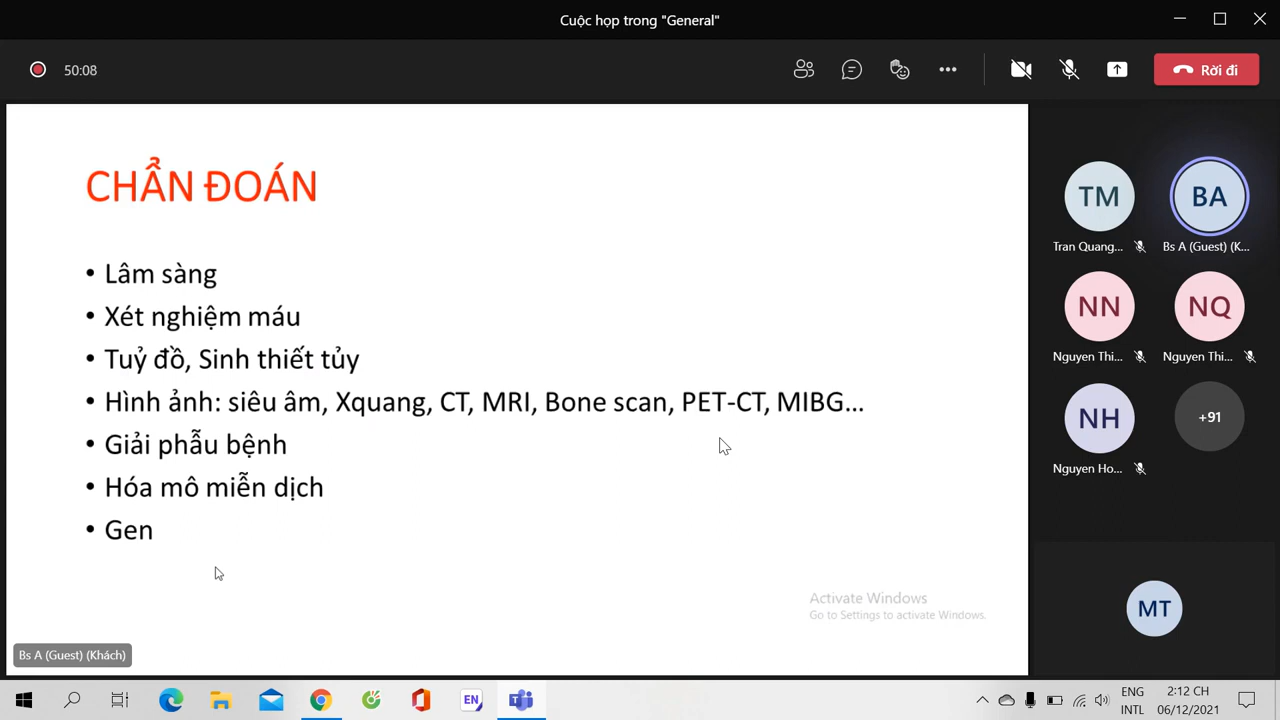 Cuộc họp trong "General"
50:08
Rời đi
CHẨN ĐOÁN
• Lâm sàng
• Xét nghiệm máu
• Tuỷ đồ, Sinh thiết tủy
• Hình ảnh: siêu âm, Xquang, CT, MRI, Bone scan, PET-CT, MIBG...
• Giải phẫu bệnh
• Hóa mô miễn dịch
• Gen
Activate Windows
Go to Settings to activate Windows.
Bs A (Guest) (Khách)
TM
BA
Tran Quang...
Bs A (Guest) (K...
NN
NQ
Nguyen Thi...
Nguyen Thi...
NH
+91
Nguyen Ho...
MT
EN
T
ENG
INTL
2:12 CH
06/12/2021